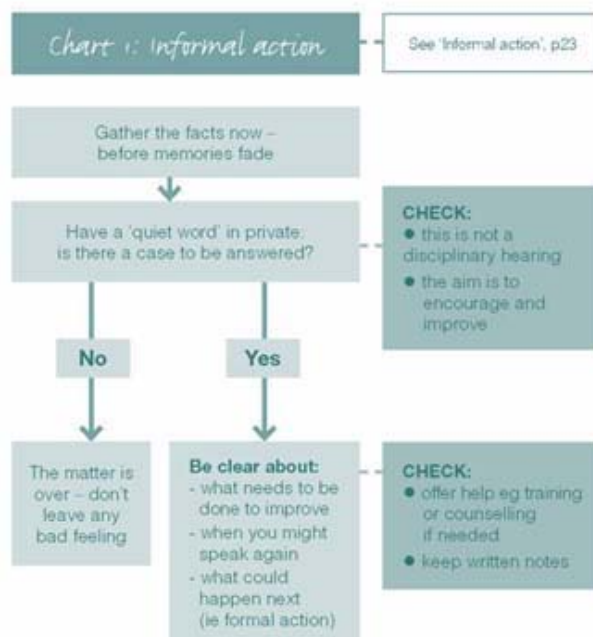 Chart 1: Informal action
See 'Informal action', p23
Gather the facts now –
before memories fade
Have a 'quiet word' in private:
is there a case to be answered?
CHECK:
● this is not a
disciplinary hearing
● the aim is to
encourage and
improve
No
Yes
The matter is
over – don't
leave any
bad feeling
Be clear about:
- what needs to be
done to improve
- when you might
speak again
- what could
happen next
(ie formal action)
CHECK:
● offer help eg training
or counselling
if needed
● keep written notes